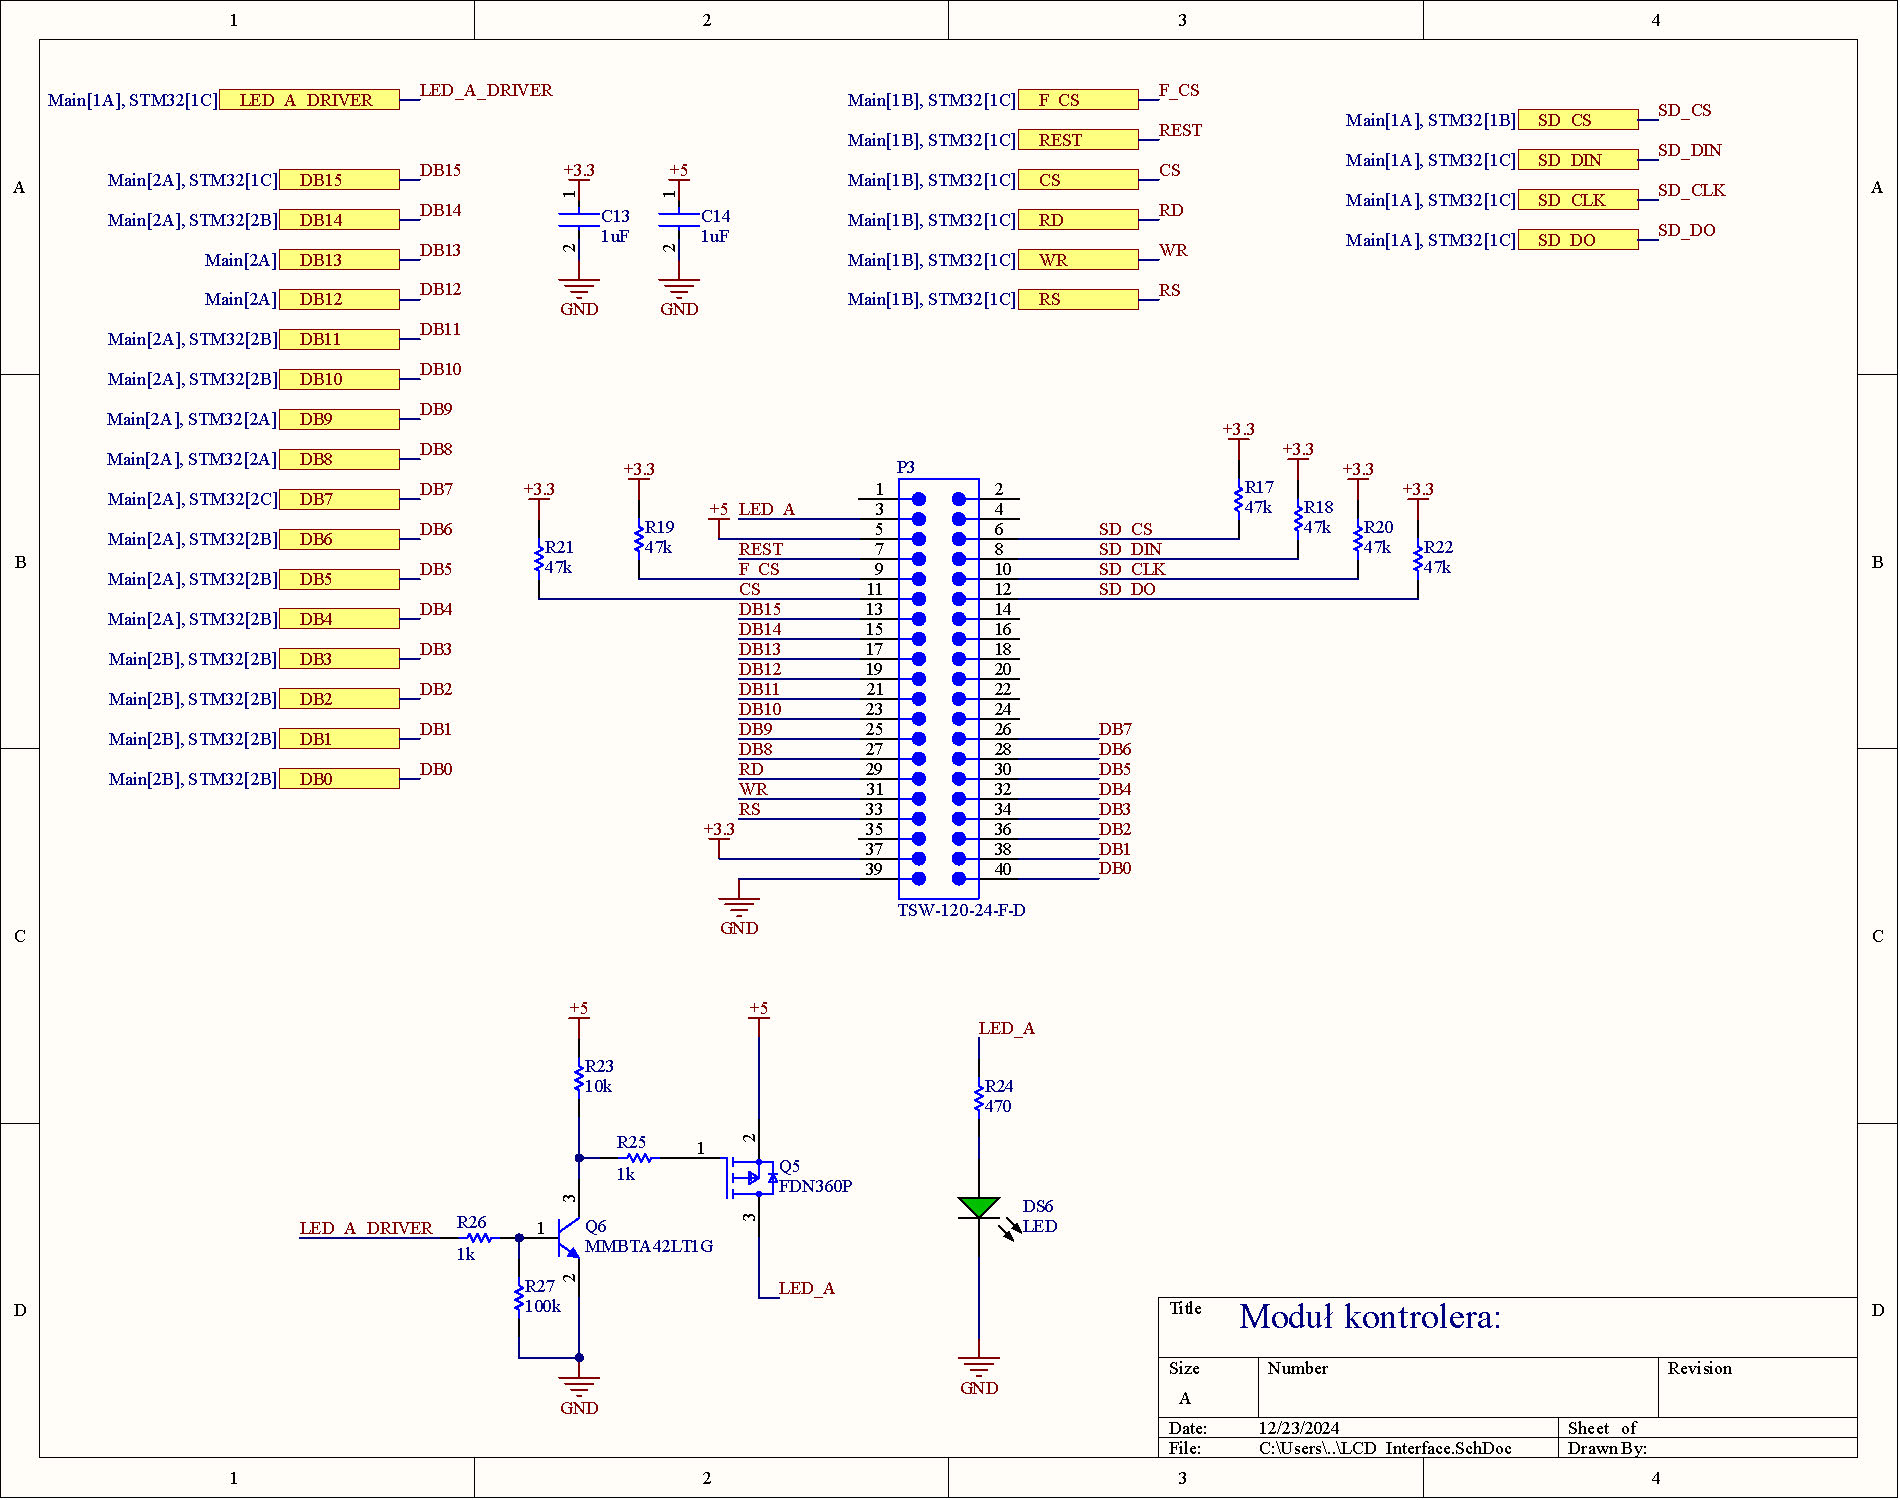 1 2 3 4
A A
B B
C C
D D
Main[1A], STM32[1C] LED_A_DRIVER LED_A_DRIVER
Main[2A], STM32[1C] DB15 DB15
Main[2A], STM32[2B] DB14 DB14
Main[2A] DB13 DB13
Main[2A] DB12 DB12
Main[2A], STM32[2B] DB11 DB11
Main[2A], STM32[2B] DB10 DB10
Main[2A], STM32[2A] DB9 DB9
Main[2A], STM32[2A] DB8 DB8
Main[2A], STM32[2C] DB7 DB7
Main[2A], STM32[2B] DB6 DB6
Main[2A], STM32[2B] DB5 DB5
Main[2A], STM32[2B] DB4 DB4
Main[2B], STM32[2B] DB3 DB3
Main[2B], STM32[2B] DB2 DB2
Main[2B], STM32[2B] DB1 DB1
Main[2B], STM32[2B] DB0 DB0
+3.3
1
C13
1uF
2
GND
+5
1
C14
1uF
2
GND
Main[1B], STM32[1C] F_CS F_CS
Main[1B], STM32[1C] REST REST
Main[1B], STM32[1C] CS CS
Main[1B], STM32[1C] RD RD
Main[1B], STM32[1C] WR WR
Main[1B], STM32[1C] RS RS
Main[1A], STM32[1B] SD_CS SD_CS
Main[1A], STM32[1C] SD_DIN SD_DIN
Main[1A], STM32[1C] SD_CLK SD_CLK
Main[1A], STM32[1C] SD_DO SD_DO
+3.3
R21
47k
+3.3
R19
47k
+3.3
R17
47k
+3.3
R18
47k
+3.3
R20
47k
+3.3
R22
47k
P3
1 2
+5 LED_A 3 4
5 6 SD_CS
REST 7 8 SD_DIN
F_CS 9 10 SD_CLK
CS 11 12 SD_DO
DB15 13 14
DB14 15 16
DB13 17 18
DB12 19 20
DB11 21 22
DB10 23 24
DB9 25 26 DB7
DB8 27 28 DB6
RD 29 30 DB5
WR 31 32 DB4
RS 33 34 DB3
+3.3 35 36 DB2
37 38 DB1
39 40 DB0
GND
TSW-120-24-F-D
+5
R23
10k
R25
1k
+5
1
2
Q5
FDN360P
3
LED_A
LED_A_DRIVER
R26
1k
1
3
Q6
MMBTA42LT1G
2
R27
100k
GND
LED_A
R24
470
DS6
LED
GND
Title Moduł kontrolera:
Size Number Revision
A
Date: 12/23/2024 Sheet of
File: C:\Users\..\LCD_Interface.SchDoc Drawn By:
1 2 3 4